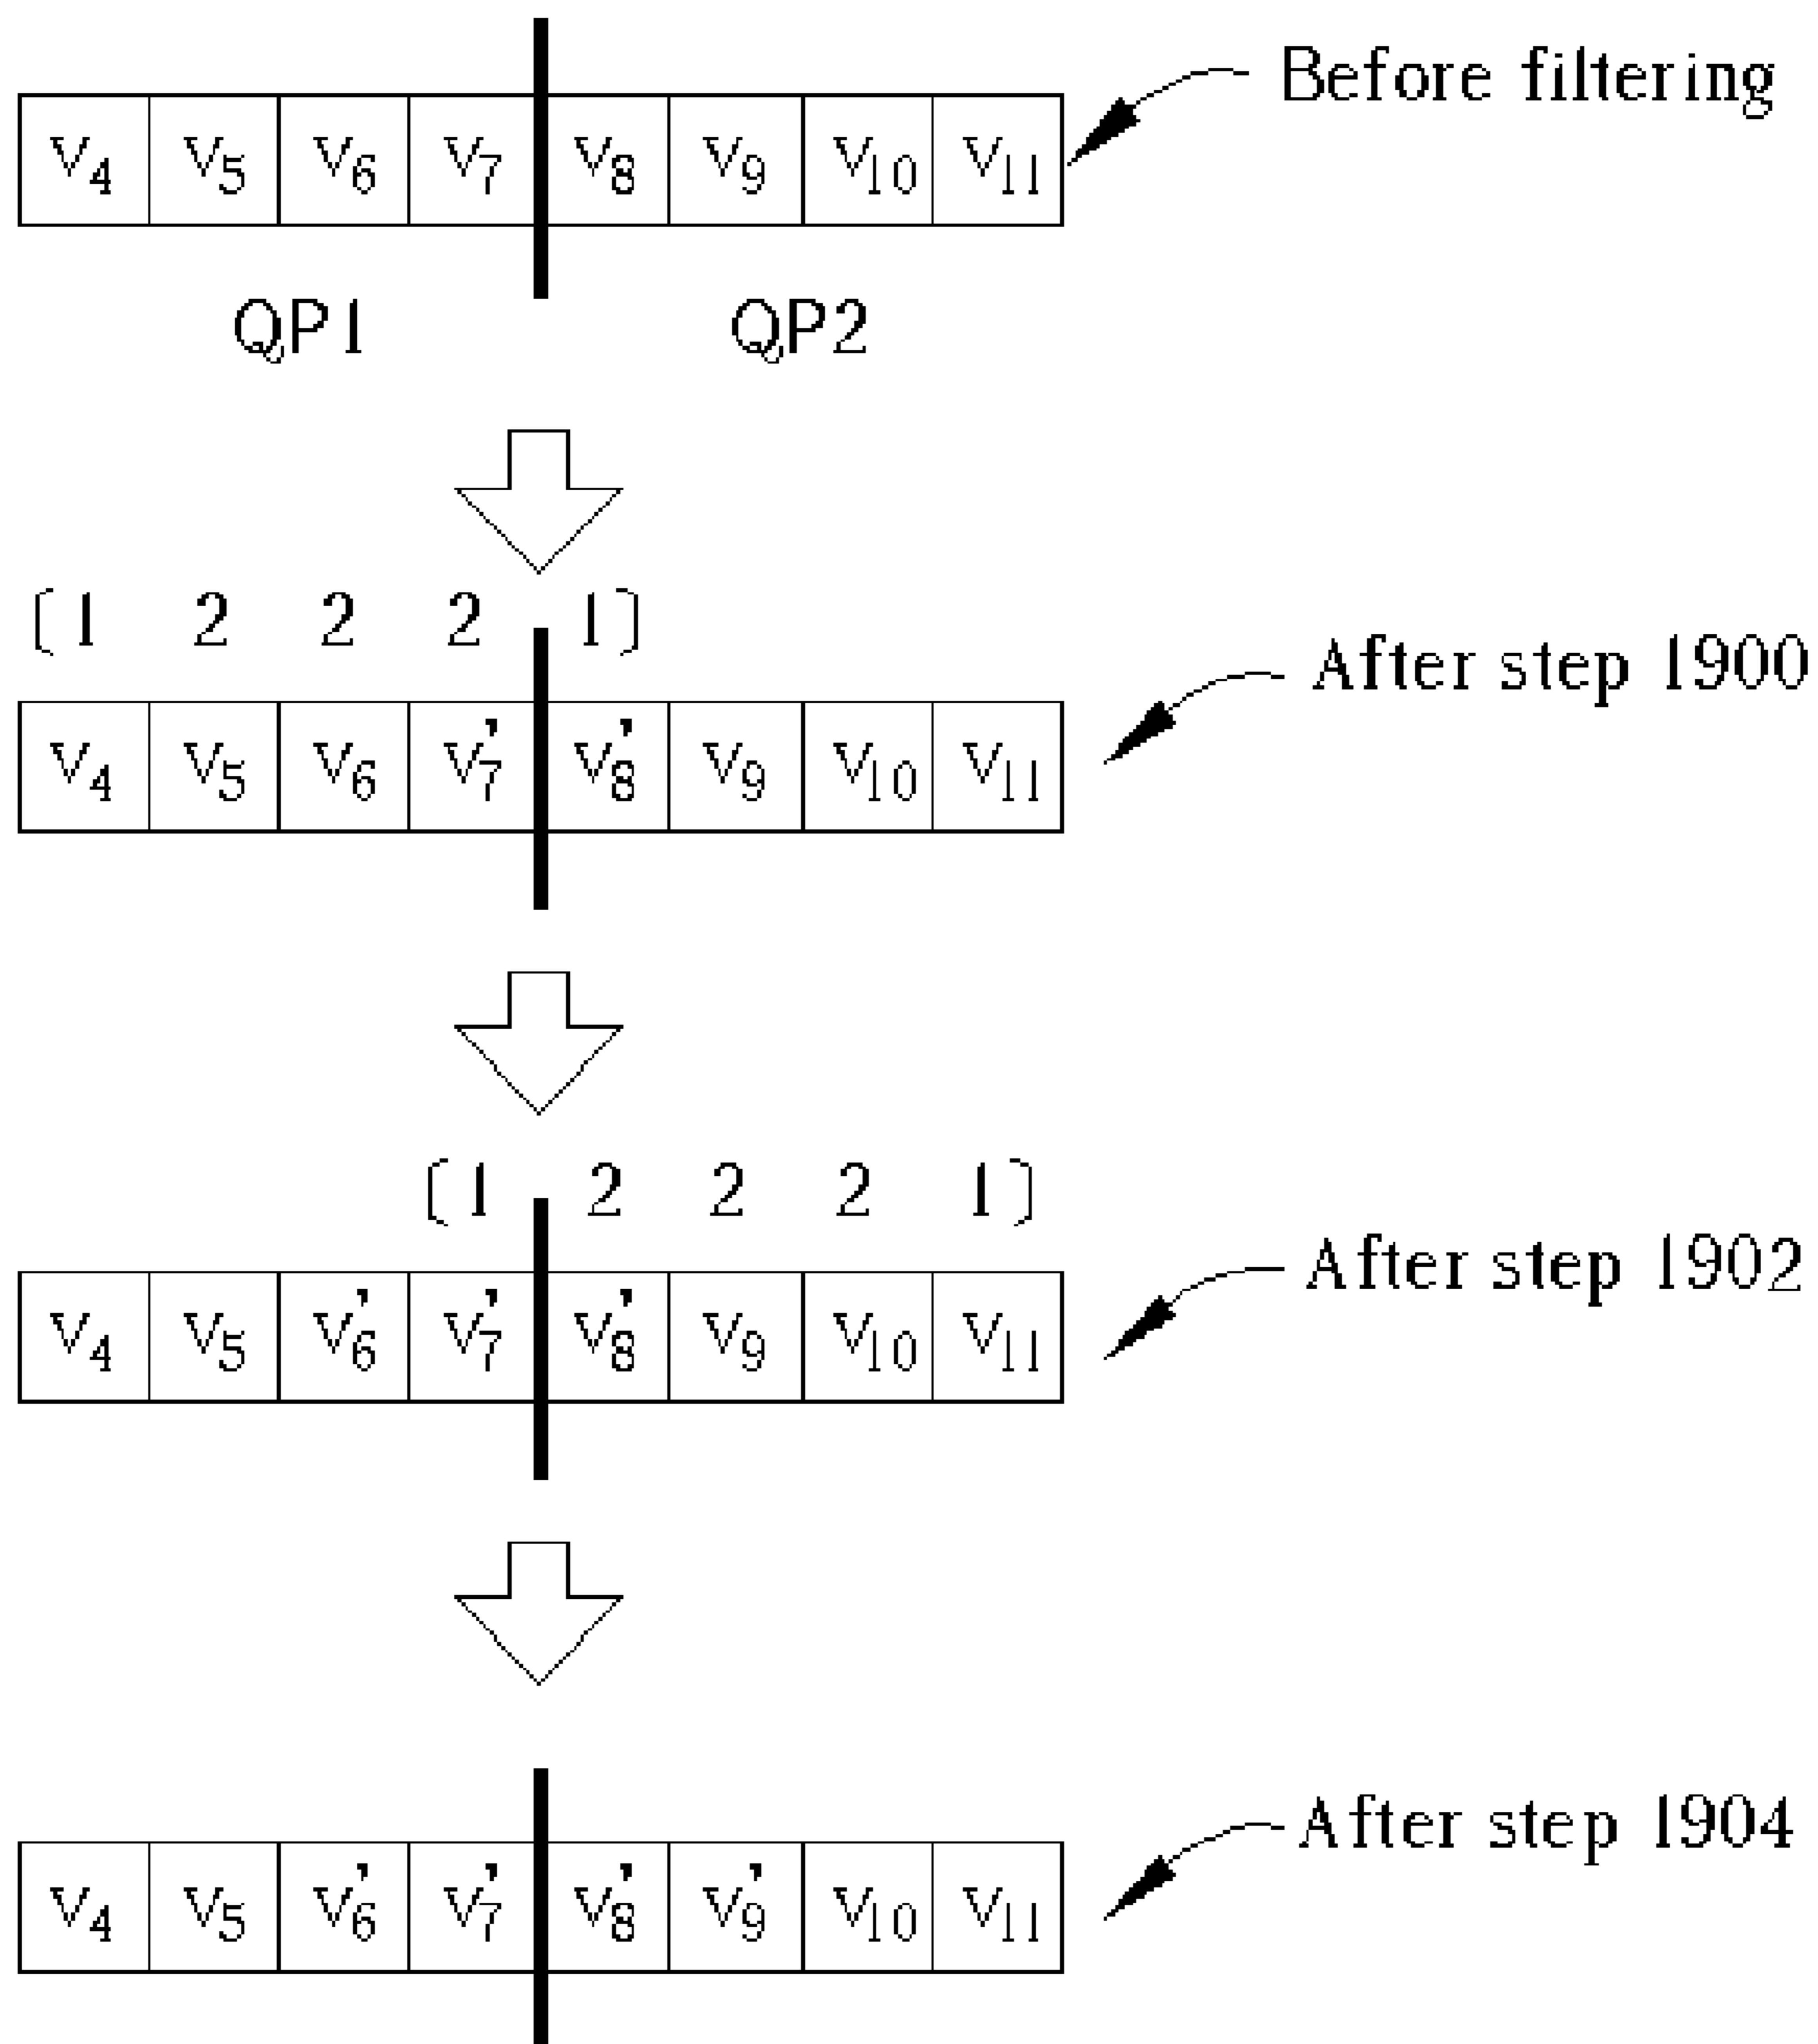 Before filtering
V4 V5 V6 V7 V8 V9 V10 V11
QP1 QP2
[1 2 2 2 1]
After step 1900
V4 V5 V6 V7' V8' V9 V10 V11
[1 2 2 2 1]
After step 1902
V4 V5 V6' V7' V8' V9 V10 V11
After step 1904
V4 V5 V6' V7' V8' V9' V10 V11